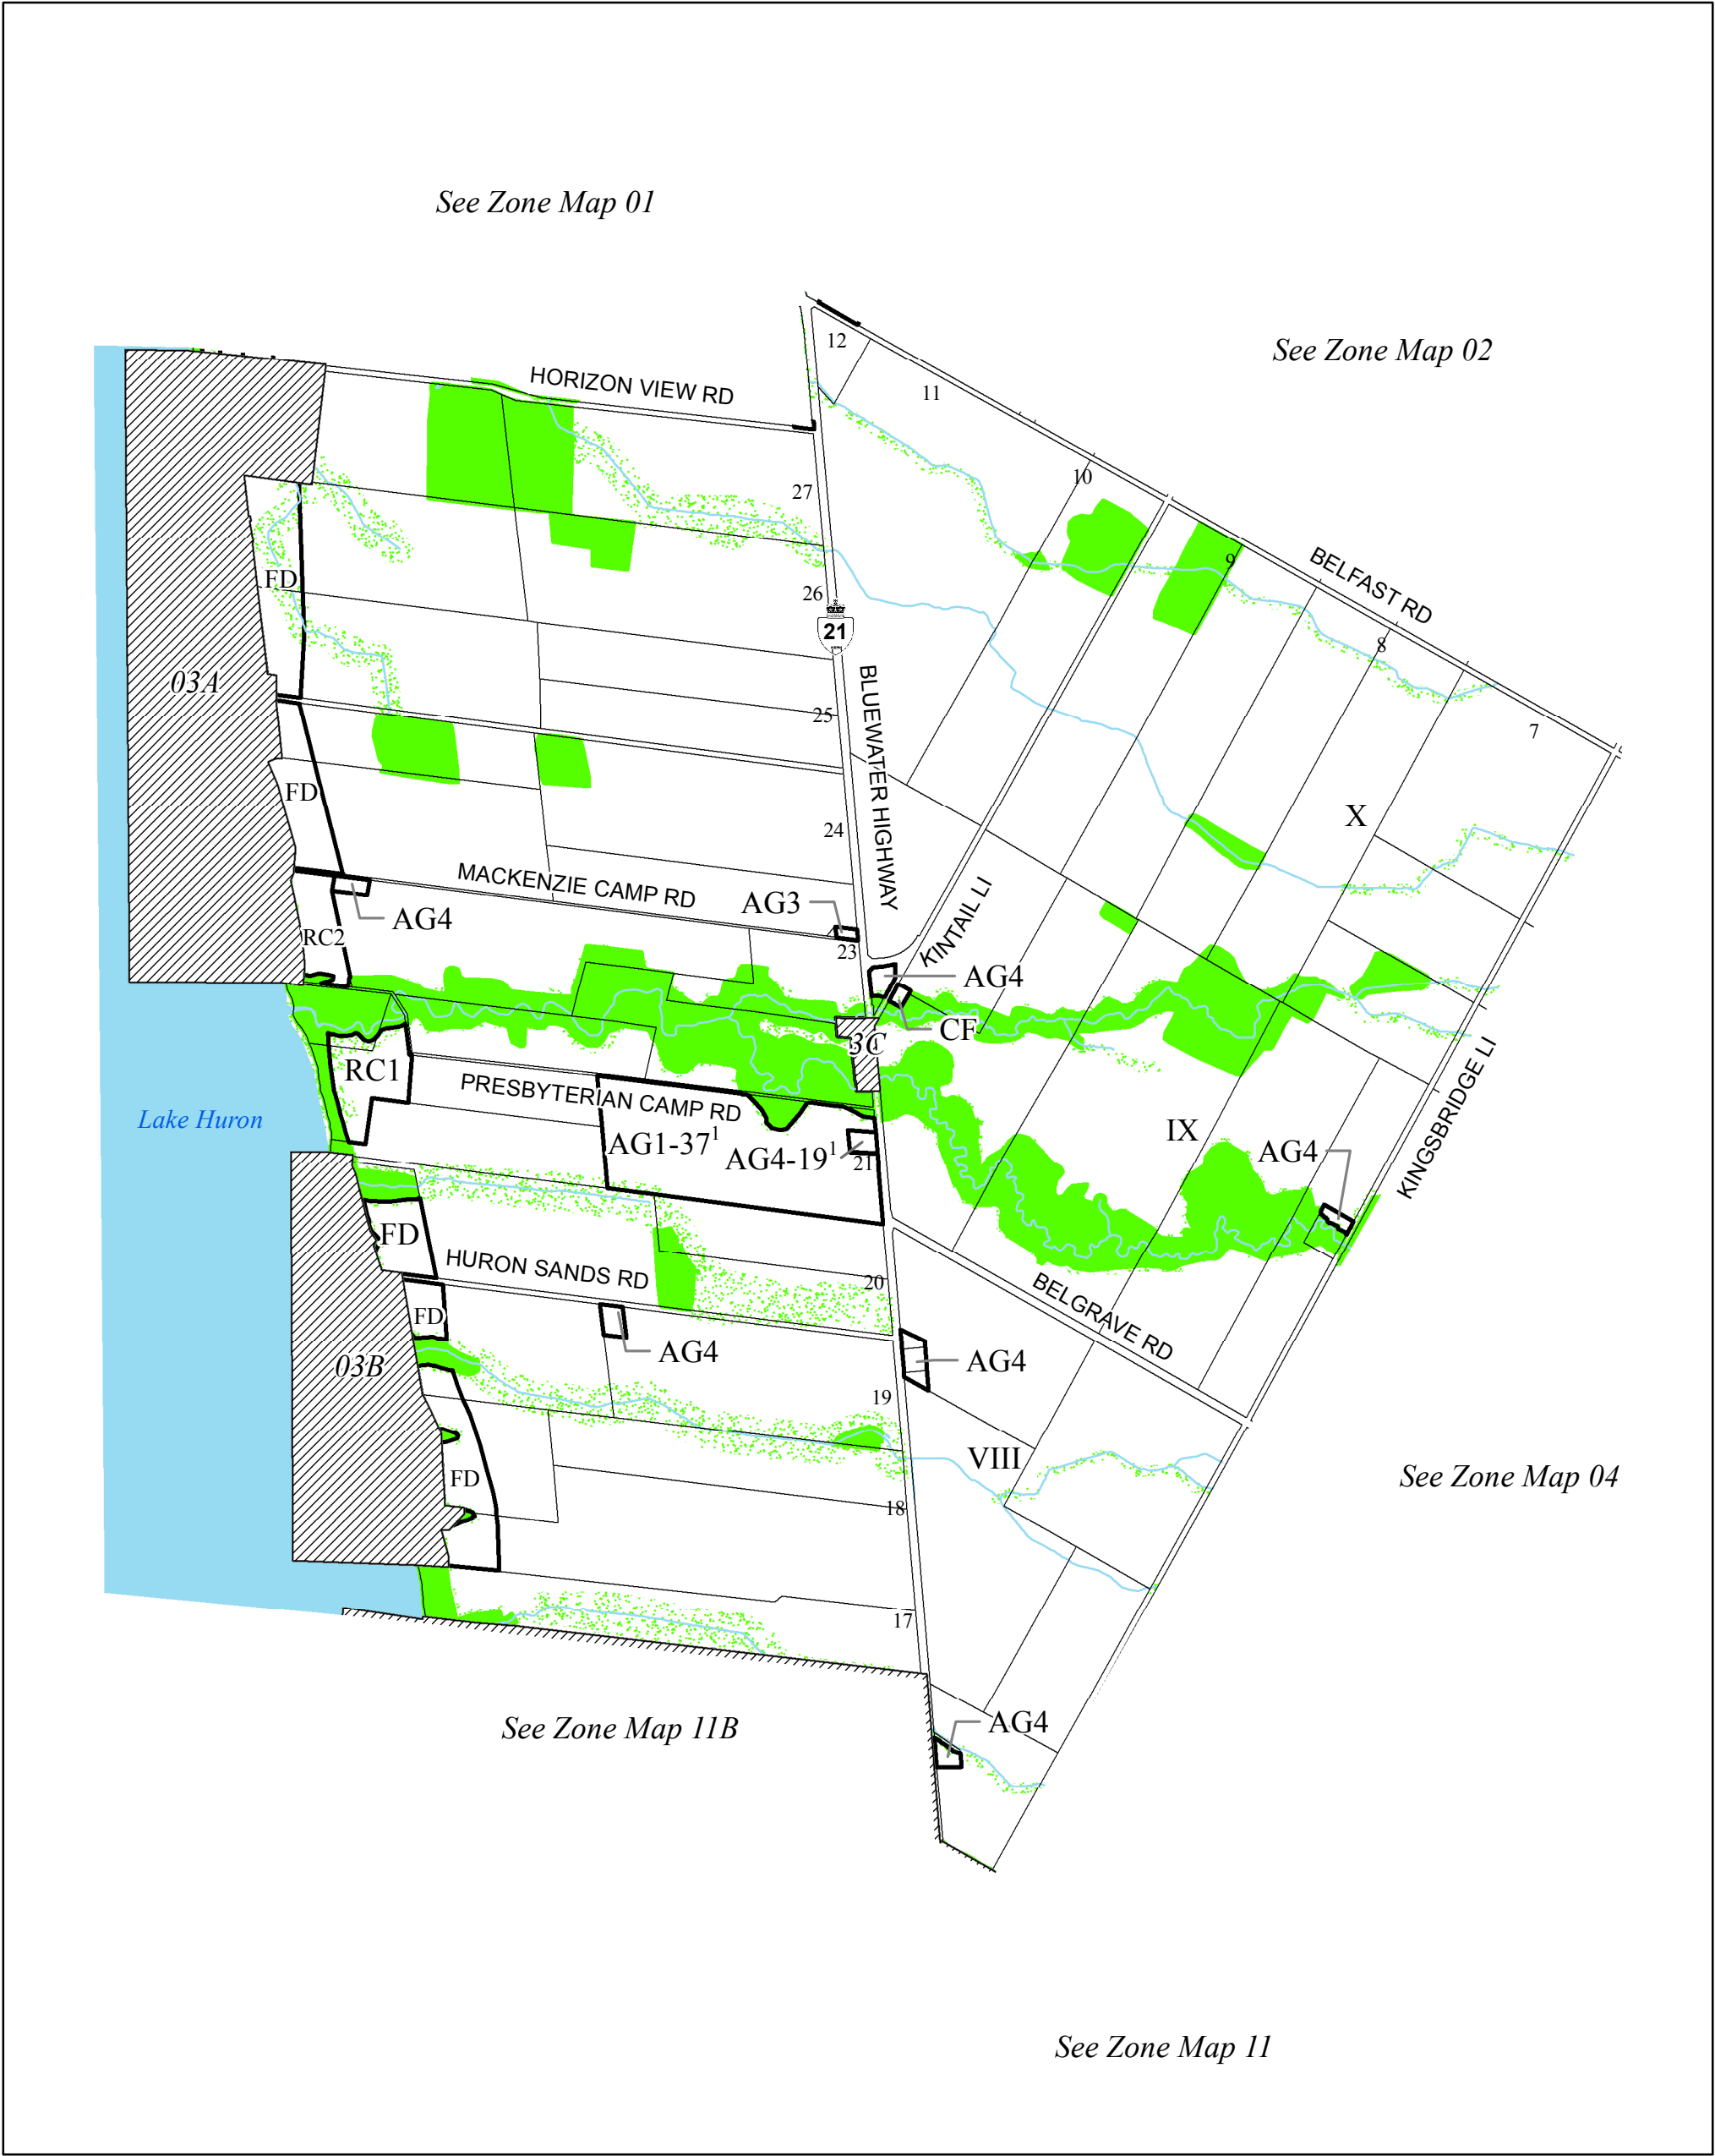 See Zone Map 01
See Zone Map 02
12
HORIZON VIEW RD
11
10
27
9
BELFAST RD
FD
26
21
8
03A
BLUEWATER HIGHWAY
25
7
FD
X
24
MACKENZIE CAMP RD
AG3
AG4
KINTAIL LI
RC2
23
AG4
CF
3C
RC1
PRESBYTERIAN CAMP RD
KINGSBRIDGE LI
Lake Huron
IX
AG1-37¹
AG4-19¹
AG4
21
FD
HURON SANDS RD
20
BELGRAVE RD
FD
AG4
AG4
03B
19
VIII
FD
See Zone Map 04
18
17
See Zone Map 11B
AG4
See Zone Map 11